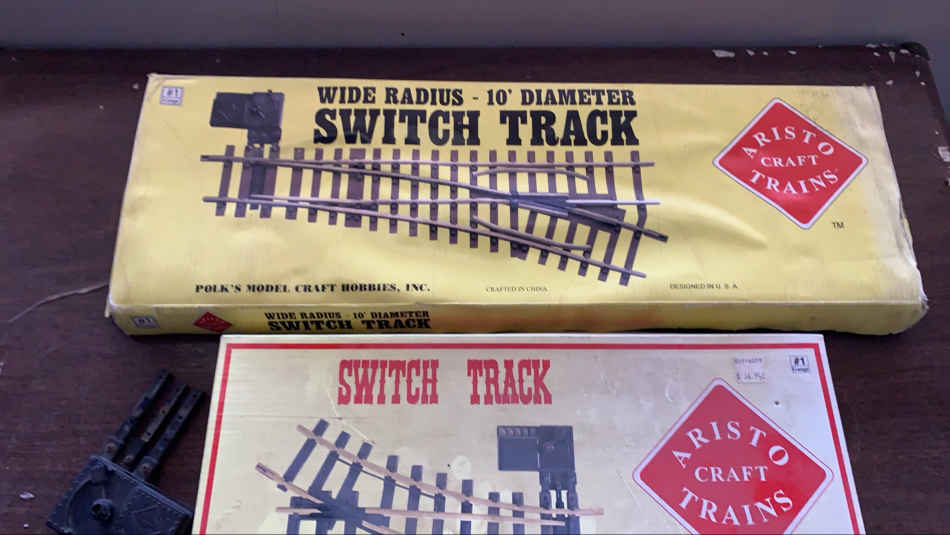 #1
WIDE RADIUS - 10' DIAMETER
SWITCH TRACK
ARISTO
CRAFT
TRAINS
TM
POLK'S MODEL CRAFT HOBBIES, INC.
CRAFTED IN CHINA
DESIGNED IN U. S. A
#1
WIDE RADIUS - 10' DIAMETER
SWITCH TRACK
SWITCH TRACK
#1
ARISTO
CRAFT
TRAINS